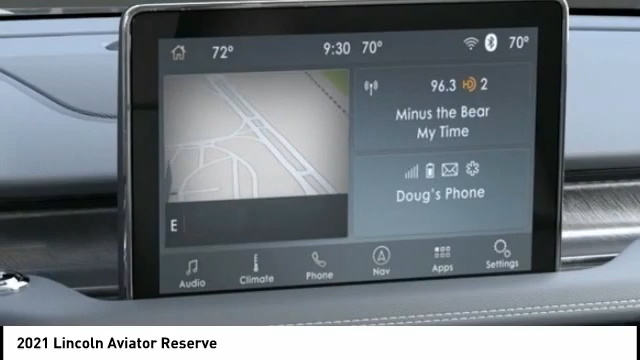 72° 9:30 70° 70°
96.3 HD 2
Minus the Bear
My Time
Doug's Phone
E
Audio Climate Phone Nav Apps Settings
2021 Lincoln Aviator Reserve